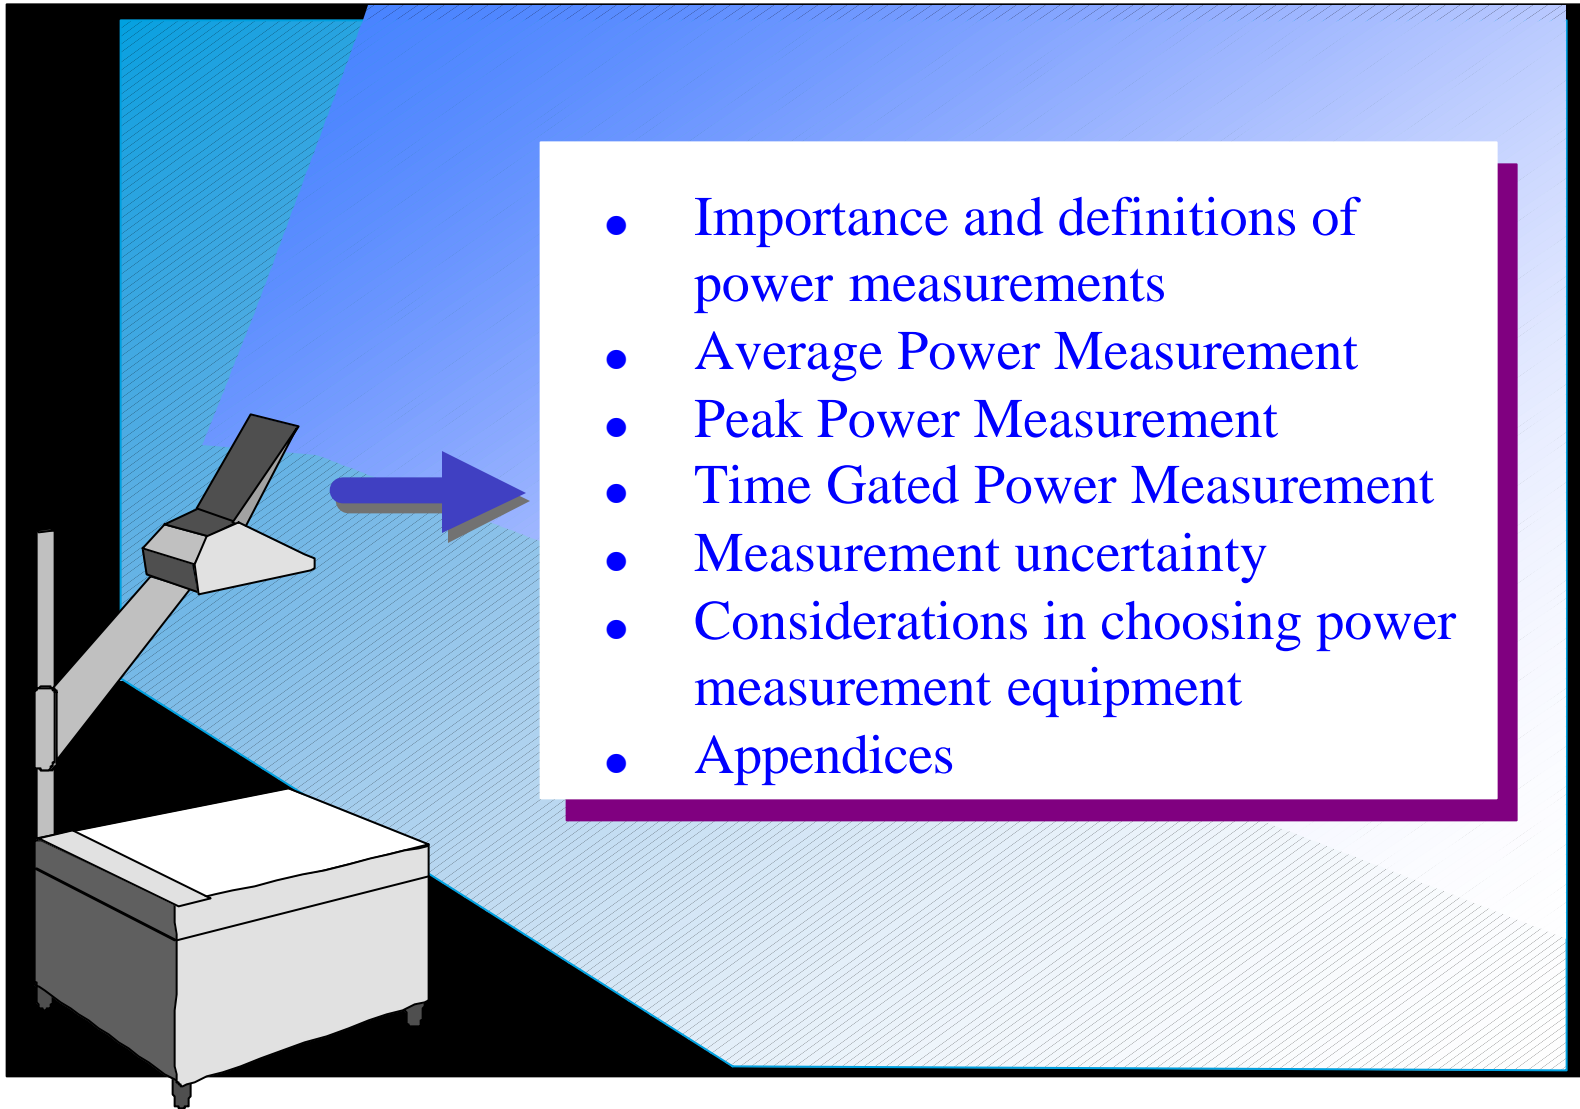 ● Importance and definitions of
power measurements
● Average Power Measurement
● Peak Power Measurement
● Time Gated Power Measurement
● Measurement uncertainty
● Considerations in choosing power
measurement equipment
● Appendices